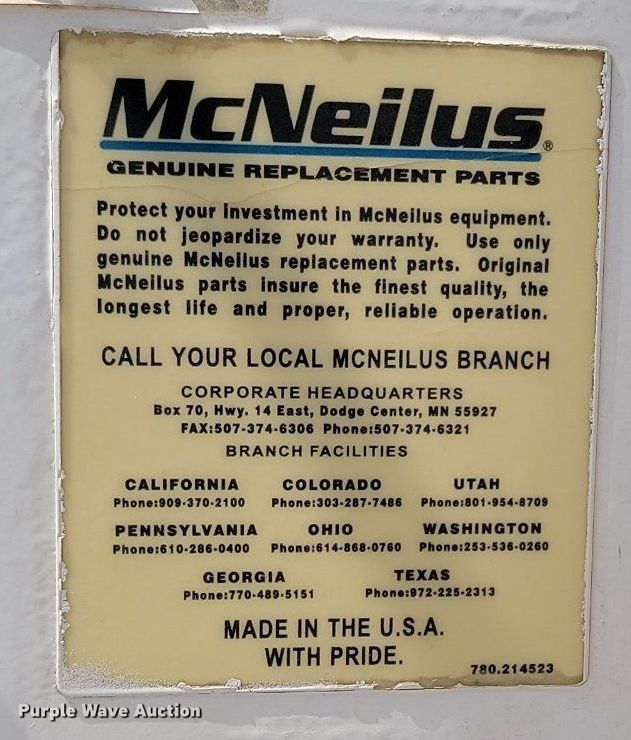 McNeilus®
GENUINE REPLACEMENT PARTS
Protect your investment in McNeilus equipment.
Do not jeopardize your warranty. Use only
genuine McNeilus replacement parts. Original
McNeilus parts insure the finest quality, the
longest life and proper, reliable operation.
CALL YOUR LOCAL MCNEILUS BRANCH
CORPORATE HEADQUARTERS
Box 70, Hwy. 14 East, Dodge Center, MN 55927
FAX:507-374-6306 Phone:507-374-6321
BRANCH FACILITIES
CALIFORNIA COLORADO UTAH
Phone:909-370-2100 Phone:303-287-7486 Phone:801-954-8709
PENNSYLVANIA OHIO WASHINGTON
Phone:610-286-0400 Phone:614-868-0760 Phone:253-536-0260
GEORGIA TEXAS
Phone:770-489-5151 Phone:972-225-2313
MADE IN THE U.S.A.
WITH PRIDE.
780.214523
Purple Wave Auction